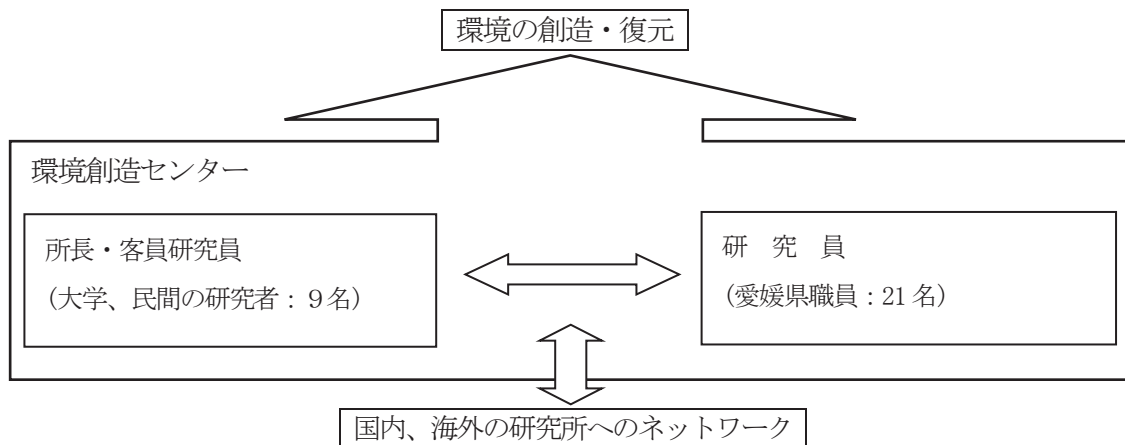 環境の創造・復元
環境創造センター
所長・客員研究員
(大学、民間の研究者：９名)
研　究　員
(愛媛県職員：21 名)
国内、海外の研究所へのネットワーク